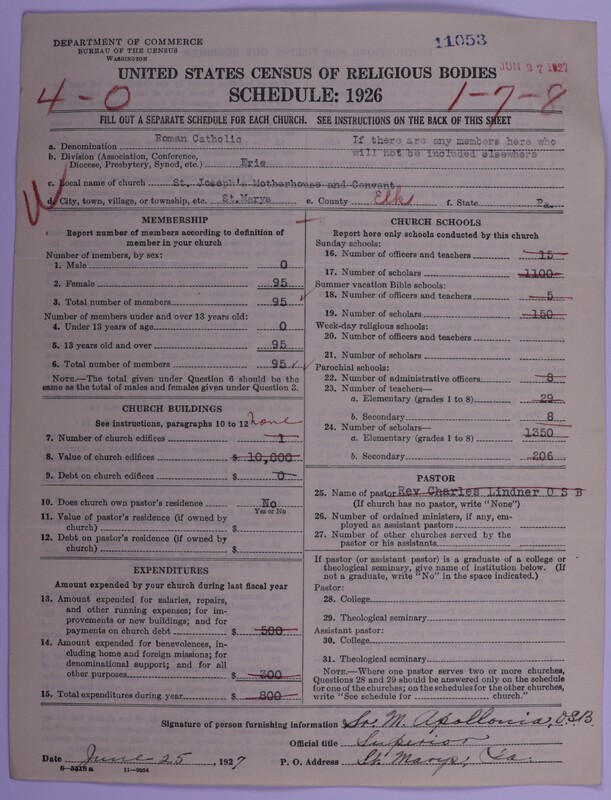 DEPARTMENT OF COMMERCE
BUREAU OF THE CENSUS
WASHINGTON
11053
JUN 27 1927
UNITED STATES CENSUS OF RELIGIOUS BODIES
SCHEDULE: 1926
4-0
1-7-8
FILL OUT A SEPARATE SCHEDULE FOR EACH CHURCH. SEE INSTRUCTIONS ON THE BACK OF THIS SHEET
a. Denomination Roman Catholic
If there are any members here who will not be included elsewhere
b. Division (Association, Conference, Diocese, Presbytery, Synod, etc.) Erie
c. Local name of church St. Joseph's Motherhouse and Convent
d. City, town, village, or township, etc. St. Marys e. County Elk f. State Pa.
MEMBERSHIP
Report number of members according to definition of
member in your church
Number of members, by sex:
1. Male 0
2. Female 95
3. Total number of members 95
Number of members under and over 13 years old:
4. Under 13 years of age 0
5. 13 years old and over 95
6. Total number of members 95
NOTE.—The total given under Question 6 should be the
same as the total of males and females given under Question 3.
CHURCH BUILDINGS
See instructions, paragraphs 10 to 12 none
7. Number of church edifices 1
8. Value of church edifices $ 10,000
9. Debt on church edifices $ 0
10. Does church own pastor's residence No
Yes or No
11. Value of pastor's residence (if owned by
church) $
12. Debt on pastor's residence (if owned by
church) $
EXPENDITURES
Amount expended by your church during last fiscal year
13. Amount expended for salaries, repairs,
and other running expenses; for im-
provements or new buildings; and for
payments on church debt $ 500
14. Amount expended for benevolences, in-
cluding home and foreign missions; for
denominational support; and for all
other purposes $ 300
15. Total expenditures during year $ 800
CHURCH SCHOOLS
Report here only schools conducted by this church
Sunday schools:
16. Number of officers and teachers 15
17. Number of scholars 1100
Summer vacation Bible schools:
18. Number of officers and teachers 5
19. Number of scholars 150
Week-day religious schools:
20. Number of officers and teachers
21. Number of scholars
Parochial schools:
22. Number of administrative officers 8
23. Number of teachers—
a. Elementary (grades 1 to 8) 29
b. Secondary 8
24. Number of scholars—
a. Elementary (grades 1 to 8) 1350
b. Secondary 206
PASTOR
25. Name of pastor Rev Charles Lindner O S B
(If church has no pastor, write "None")
26. Number of ordained ministers, if any, em-
ployed as assistant pastors
27. Number of other churches served by the
pastor or his assistants
If pastor (or assistant pastor) is a graduate of a college or
theological seminary, give name of institution below. (If
not a graduate, write "No" in the space indicated.)
Pastor:
28. College
29. Theological seminary
Assistant pastor:
30. College
31. Theological seminary
NOTE.—Where one pastor serves two or more churches,
Questions 28 and 29 should be answered only on the schedule
for one of the churches; on the schedules for the other churches,
write "See schedule for church."
Signature of person furnishing information Sr. M. Apollonia, O.S.B.
Official title Superior
Date June 25, 1927 P. O. Address St. Marys, Pa.
8-5318a 11-9054